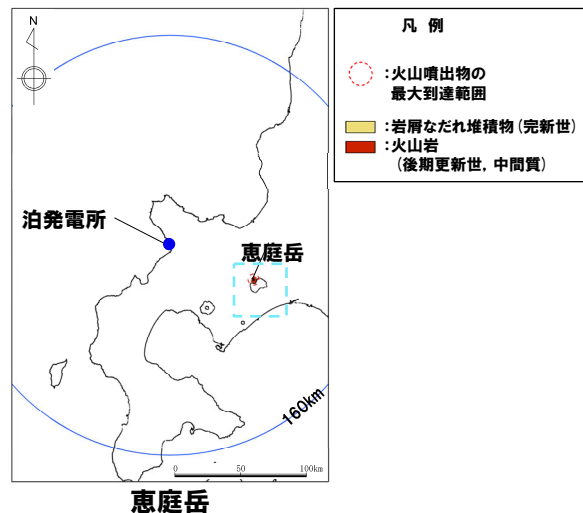 N
泊発電所
恵庭岳
160km
0 50 100km
恵庭岳
凡 例
:火山噴出物の
最大到達範囲
:岩屑なだれ堆積物(完新世)
:火山岩
(後期更新世, 中間質)